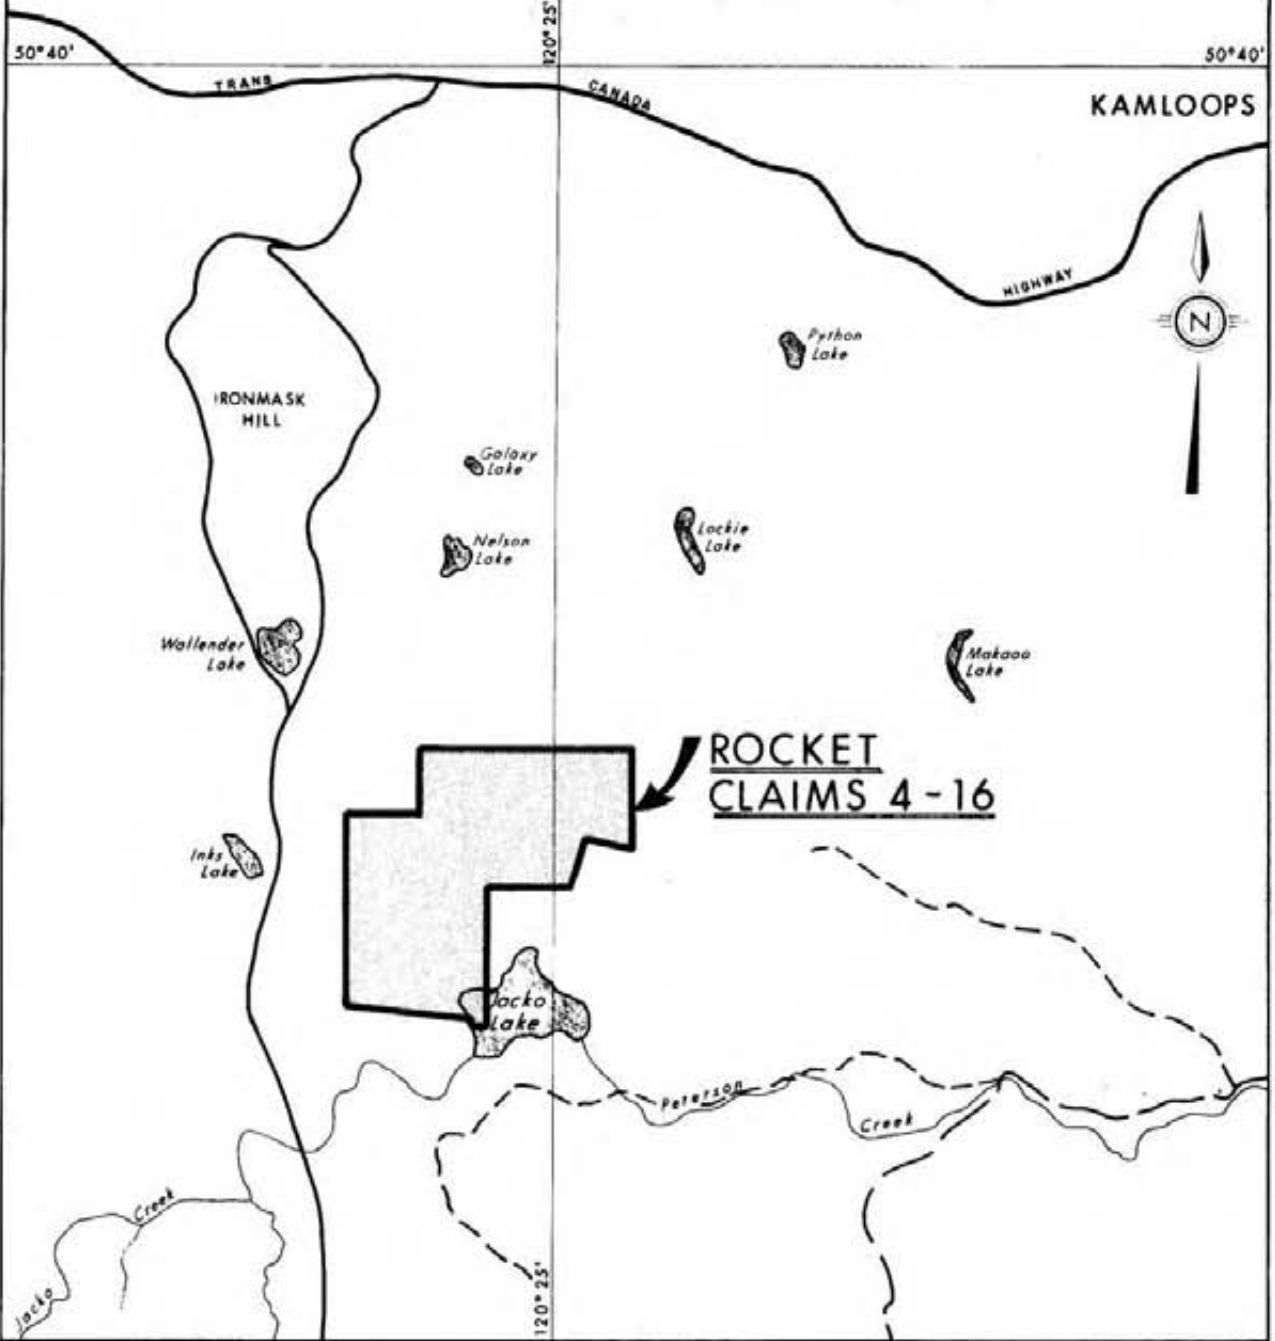 120° 25'
50°40'
50°40'
TRANS
CANADA
KAMLOOPS
HIGHWAY
N
Python
Lake
IRONMASK
HILL
Galaxy
Lake
Lockie
Lake
Nelson
Lake
Wallender
Lake
Makaoo
Lake
ROCKET
CLAIMS 4-16
Inks
Lake
Jacko
Lake
Peterson
Creek
Creek
Jacko
120° 25'